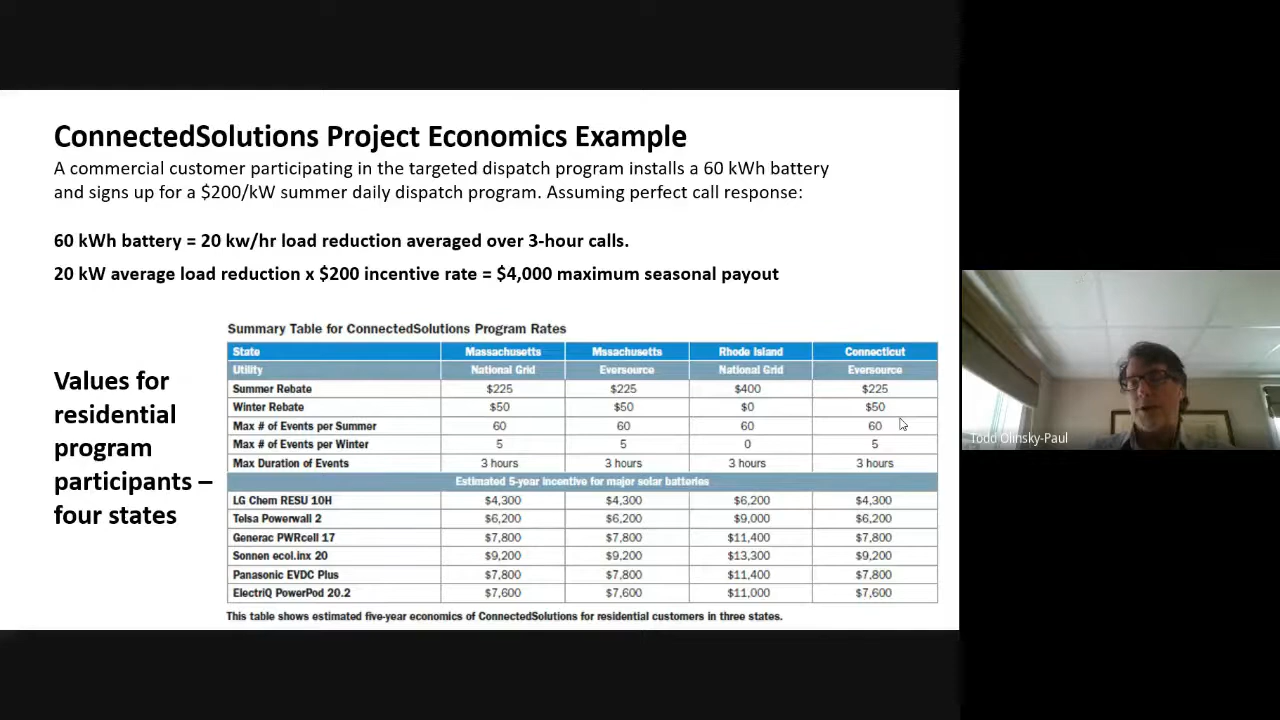 ConnectedSolutions Project Economics Example
A commercial customer participating in the targeted dispatch program installs a 60 kWh battery
and signs up for a $200/kW summer daily dispatch program. Assuming perfect call response:
60 kWh battery = 20 kw/hr load reduction averaged over 3-hour calls.
20 kW average load reduction x $200 incentive rate = $4,000 maximum seasonal payout
Values for
residential
program
participants –
four states
Summary Table for ConnectedSolutions Program Rates
State Massachusetts Mssachusetts Rhode Island Connecticut
Utility National Grid Eversource National Grid Eversource
Summer Rebate $225 $225 $400 $225
Winter Rebate $50 $50 $0 $50
Max # of Events per Summer 60 60 60 60
Max # of Events per Winter 5 5 0 5
Max Duration of Events 3 hours 3 hours 3 hours 3 hours
Estimated 5-year incentive for major solar batteries
LG Chem RESU 10H $4,300 $4,300 $6,200 $4,300
Telsa Powerwall 2 $6,200 $6,200 $9,000 $6,200
Generac PWRcell 17 $7,800 $7,800 $11,400 $7,800
Sonnen ecol.inx 20 $9,200 $9,200 $13,300 $9,200
Panasonic EVDC Plus $7,800 $7,800 $11,400 $7,800
ElectriQ PowerPod 20.2 $7,600 $7,600 $11,000 $7,600
This table shows estimated five-year economics of ConnectedSolutions for residential customers in three states.
Todd Olinsky-Paul